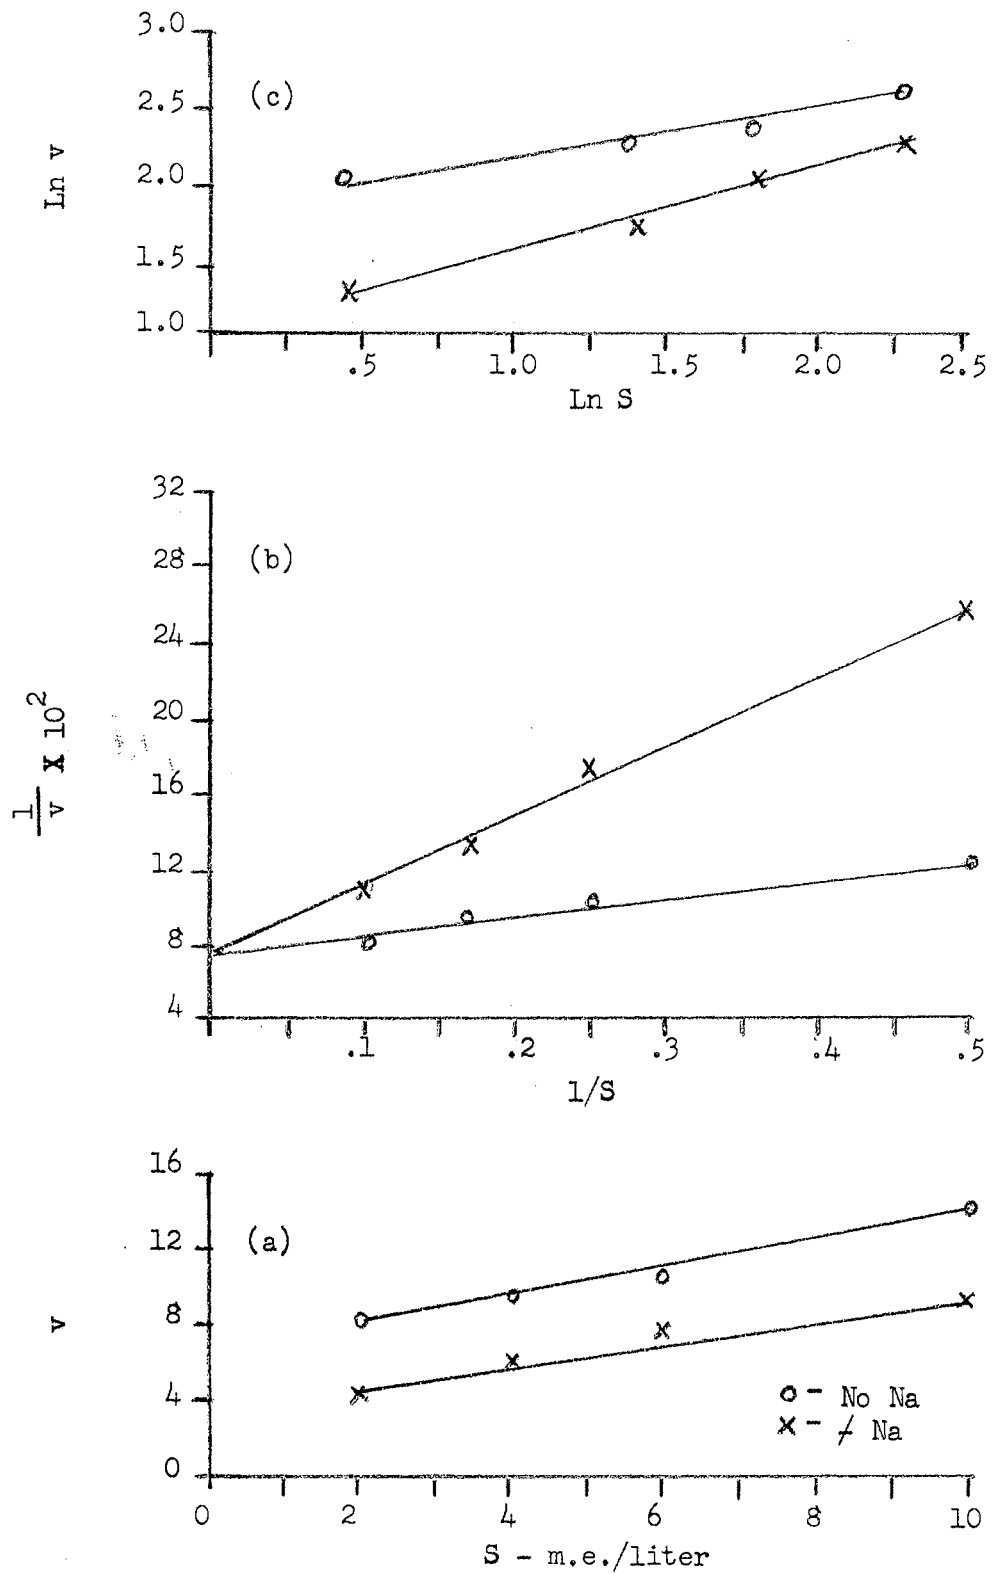 3.0
(c)
2.5
Ln v
2.0
1.5
1.0
.5 1.0 1.5 2.0 2.5
Ln S
32
(b)
28
24
20
1/v X 10²
16
12
8
4
.1 .2 .3 .4 .5
1/S
16
(a)
12
v
8
4
O - No Na
X - ⌿ Na
0
0 2 4 6 8 10
S - m.e./liter